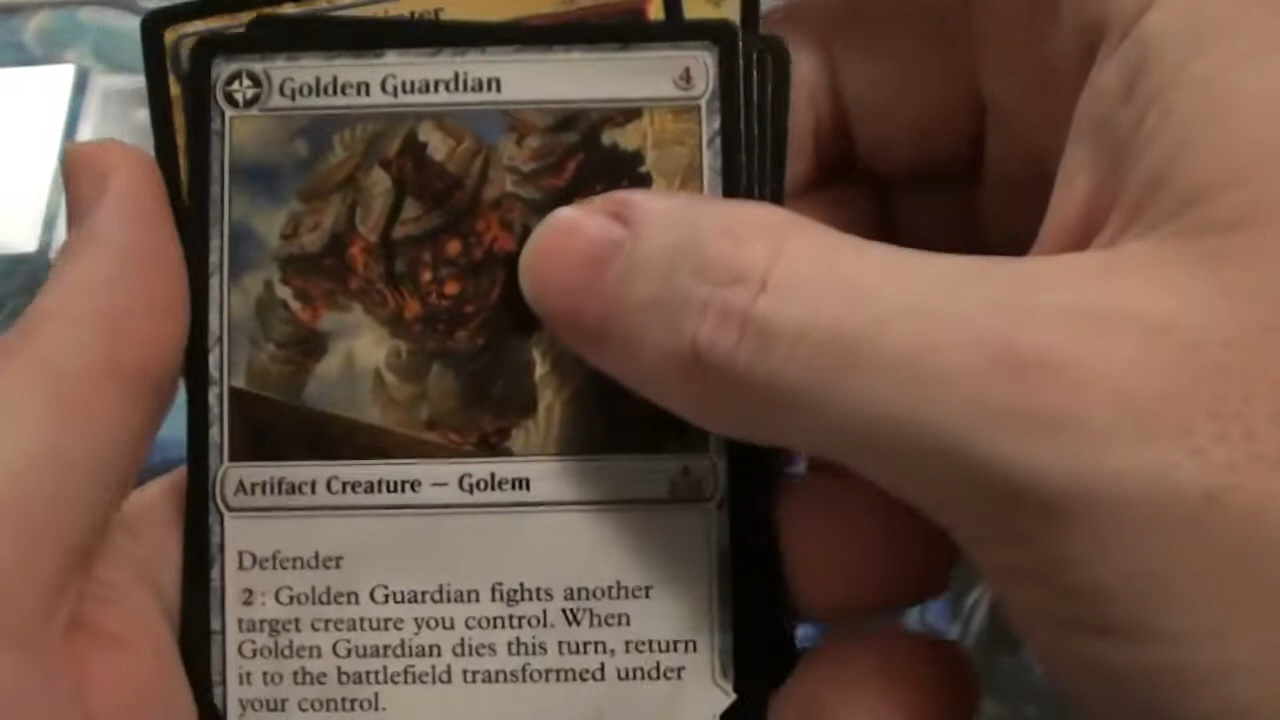 Golden Guardian 4
Artifact Creature — Golem
Defender
2: Golden Guardian fights another
target creature you control. When
Golden Guardian dies this turn, return
it to the battlefield transformed under
your control.